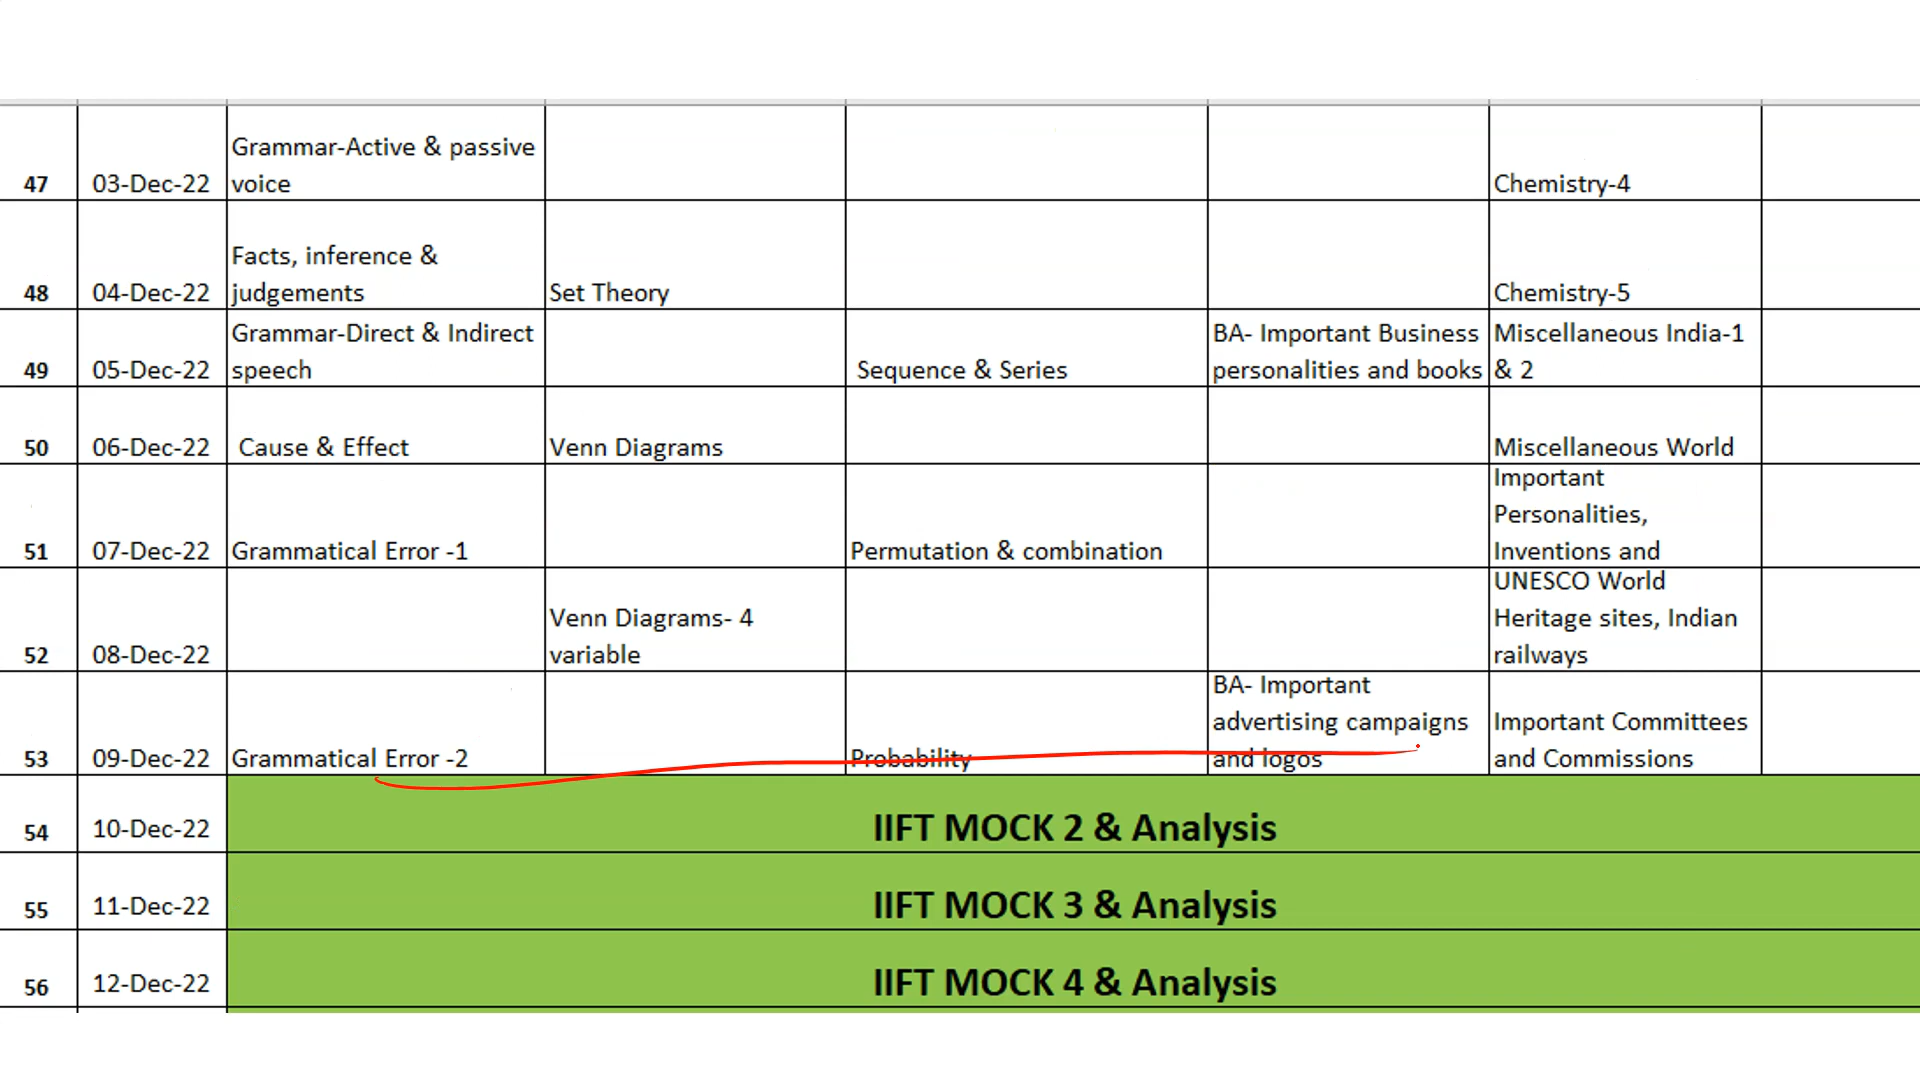 47 03-Dec-22 Grammar-Active & passive voice Chemistry-4
48 04-Dec-22 Facts, inference & judgements Set Theory Chemistry-5
49 05-Dec-22 Grammar-Direct & Indirect speech Sequence & Series BA- Important Business personalities and books Miscellaneous India-1 & 2
50 06-Dec-22 Cause & Effect Venn Diagrams Miscellaneous World
51 07-Dec-22 Grammatical Error -1 Permutation & combination Important Personalities, Inventions and
52 08-Dec-22 Venn Diagrams- 4 variable UNESCO World Heritage sites, Indian railways
53 09-Dec-22 Grammatical Error -2 Probability BA- Important advertising campaigns and logos Important Committees and Commissions
54 10-Dec-22 IIFT MOCK 2 & Analysis
55 11-Dec-22 IIFT MOCK 3 & Analysis
56 12-Dec-22 IIFT MOCK 4 & Analysis